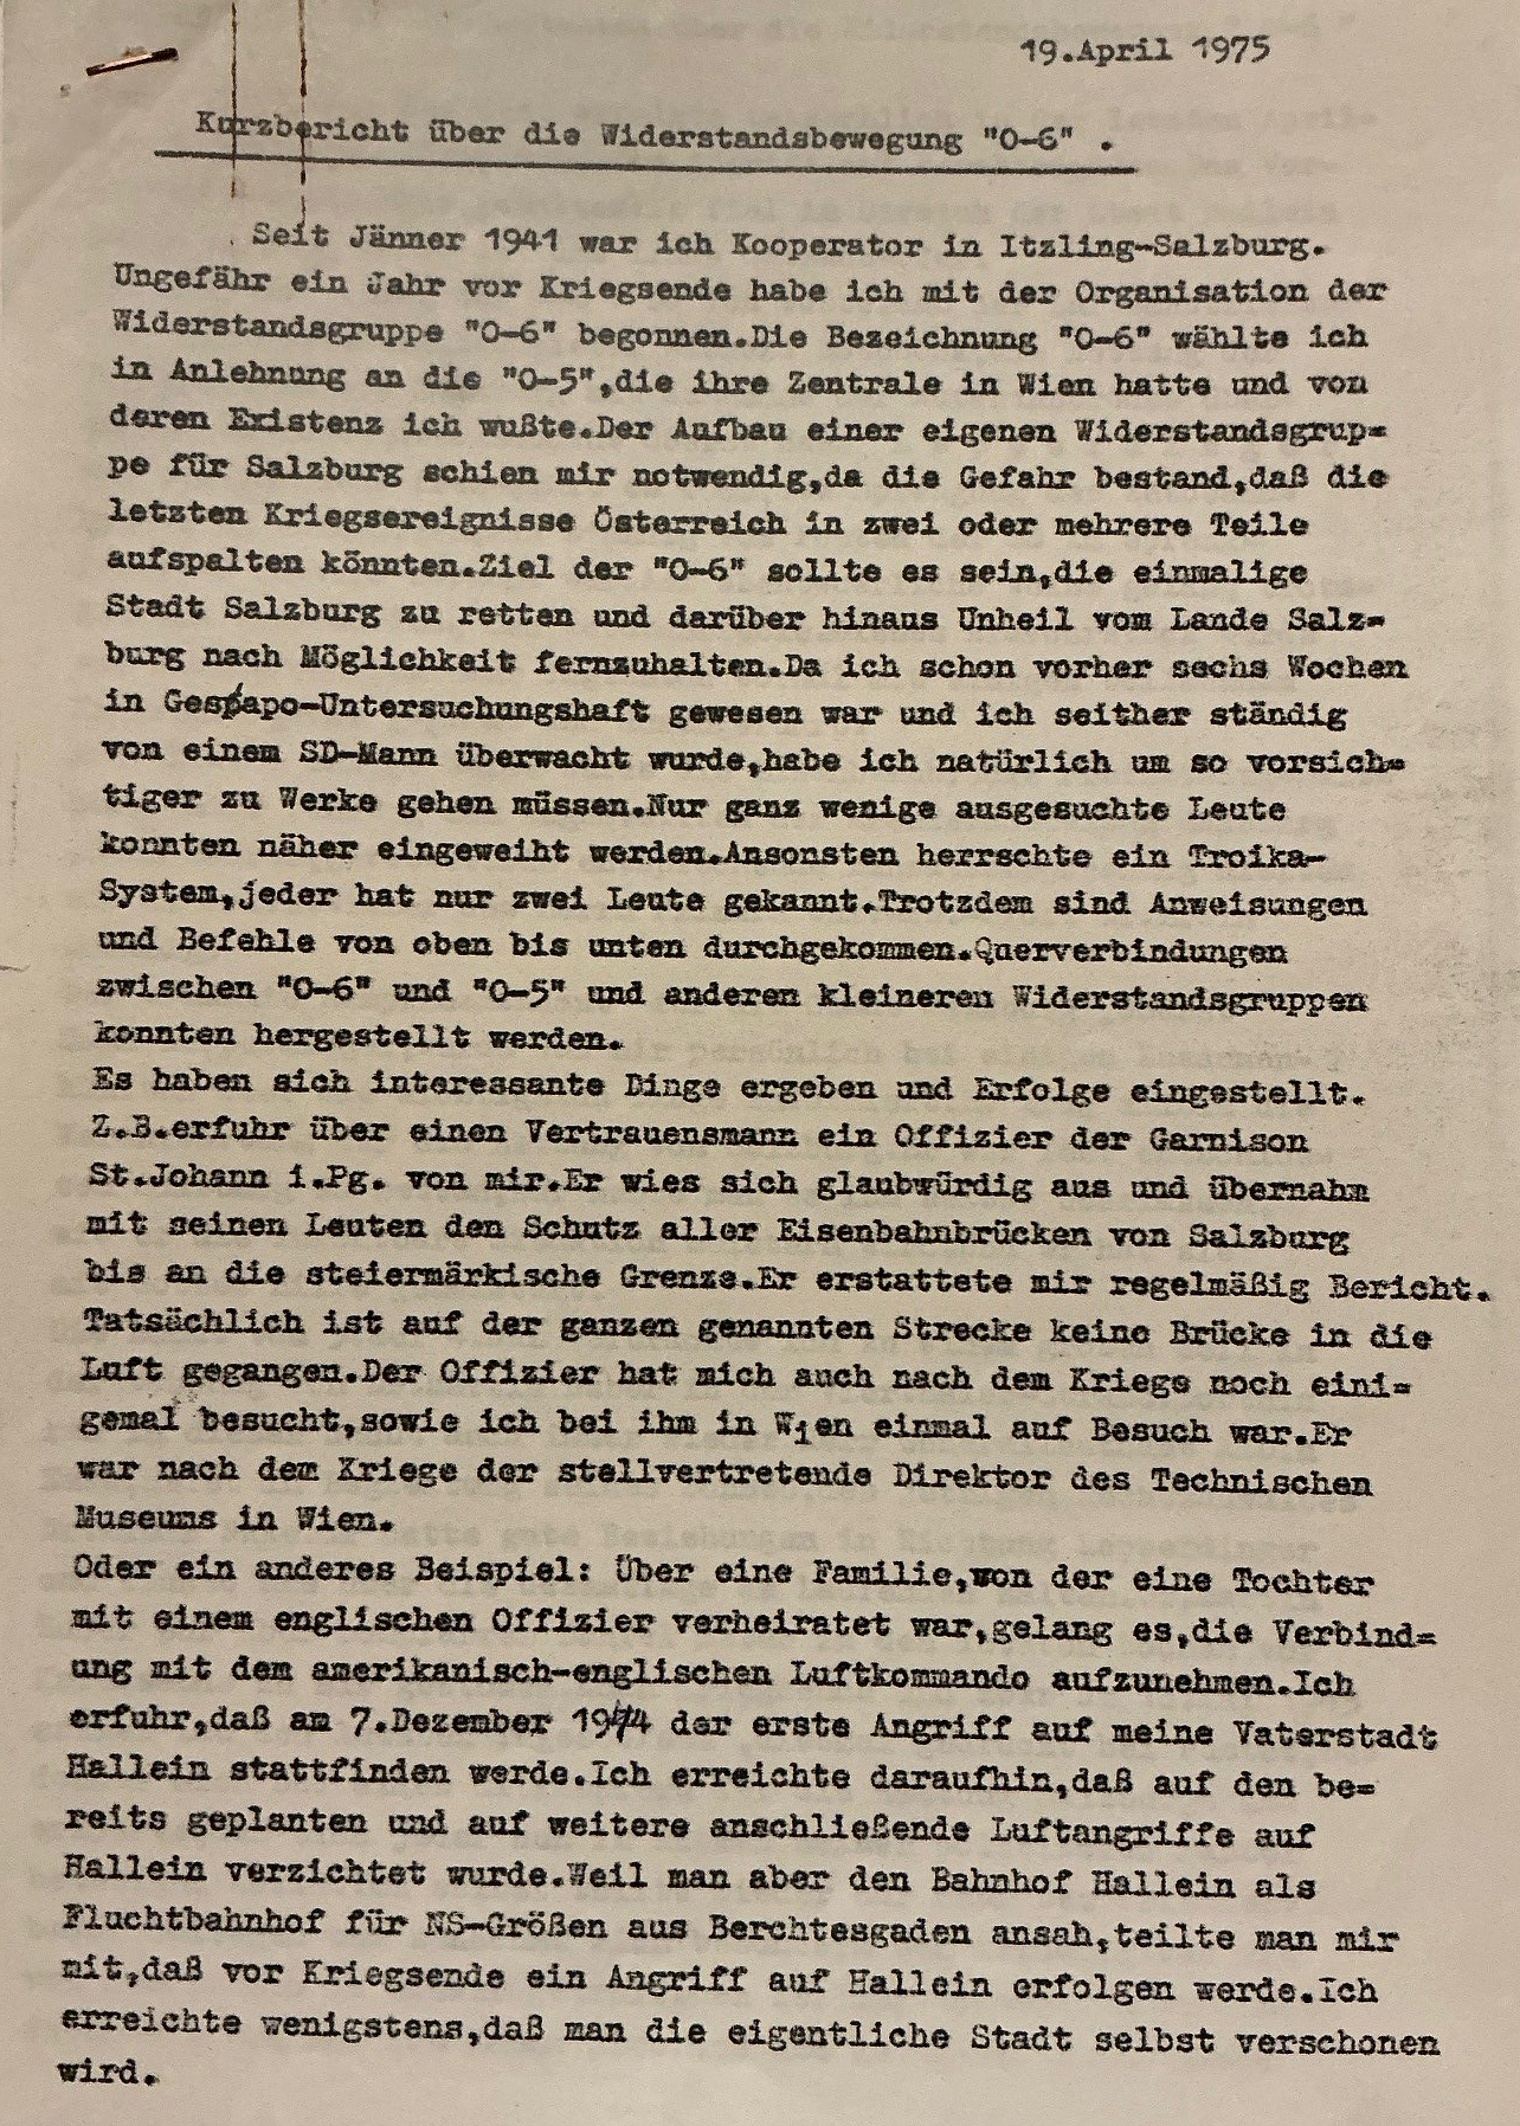 19.April 1975
Kurzbericht über die Widerstandsbewegung "O-6" .
Seit Jänner 1941 war ich Kooperator in Itzling-Salzburg.
Ungefähr ein Jahr vor Kriegsende habe ich mit der Organisation der
Widerstandsgruppe "O-6" begonnen.Die Bezeichnung "O-6" wählte ich
in Anlehnung an die "O-5",die ihre Zentrale in Wien hatte und von
deren Existenz ich wußte.Der Aufbau einer eigenen Widerstandsgrup=
pe für Salzburg schien mir notwendig,da die Gefahr bestand,daß die
letzten Kriegsereignisse Österreich in zwei oder mehrere Teile
aufspalten könnten.Ziel der "O-6" sollte es sein,die einmalige
Stadt Salzburg zu retten und darüber hinaus Unheil vom Lande Salz=
burg nach Möglichkeit fernzuhalten.Da ich schon vorher sechs Wochen
in Gestapo-Untersuchungshaft gewesen war und ich seither ständig
von einem SD-Mann überwacht wurde,habe ich natürlich um so vorsich=
tiger zu Werke gehen müssen.Nur ganz wenige ausgesuchte Leute
konnten näher eingeweiht werden.Ansonsten herrschte ein Troika-
System,jeder hat nur zwei Leute gekannt.Trotzdem sind Anweisungen
und Befehle von oben bis unten durchgekommen.Querverbindungen
zwischen "O-6" und "O-5" und anderen kleineren Widerstandsgruppen
konnten hergestellt werden.
Es haben sich interessante Dinge ergeben und Erfolge eingestellt.
Z.B.erfuhr über einen Vertrauensmann ein Offizier der Garnison
St.Johann i.Pg. von mir.Er wies sich glaubwürdig aus und übernahm
mit seinen Leuten den Schutz aller Eisenbahnbrücken von Salzburg
bis an die steiermärkische Grenze.Er erstattete mir regelmäßig Bericht.
Tatsächlich ist auf der ganzen genannten Strecke keine Brücke in die
Luft gegangen.Der Offizier hat mich auch nach dem Kriege noch eini=
gemal besucht,sowie ich bei ihm in Wien einmal auf Besuch war.Er
war nach dem Kriege der stellvertretende Direktor des Technischen
Museums in Wien.
Oder ein anderes Beispiel: Über eine Familie,von der eine Tochter
mit einem englischen Offizier verheiratet war,gelang es,die Verbind=
ung mit dem amerikanisch-englischen Luftkommando aufzunehmen.Ich
erfuhr,daß am 7.Dezember 1944 der erste Angriff auf meine Vaterstadt
Hallein stattfinden werde.Ich erreichte daraufhin,daß auf den be=
reits geplanten und auf weitere anschließende Luftangriffe auf
Hallein verzichtet wurde.Weil man aber den Bahnhof Hallein als
Fluchtbahnhof für NS-Größen aus Berchtesgaden ansah,teilte man mir
mit,daß vor Kriegsende ein Angriff auf Hallein erfolgen werde.Ich
erreichte wenigstens,daß man die eigentliche Stadt selbst verschonen
wird.